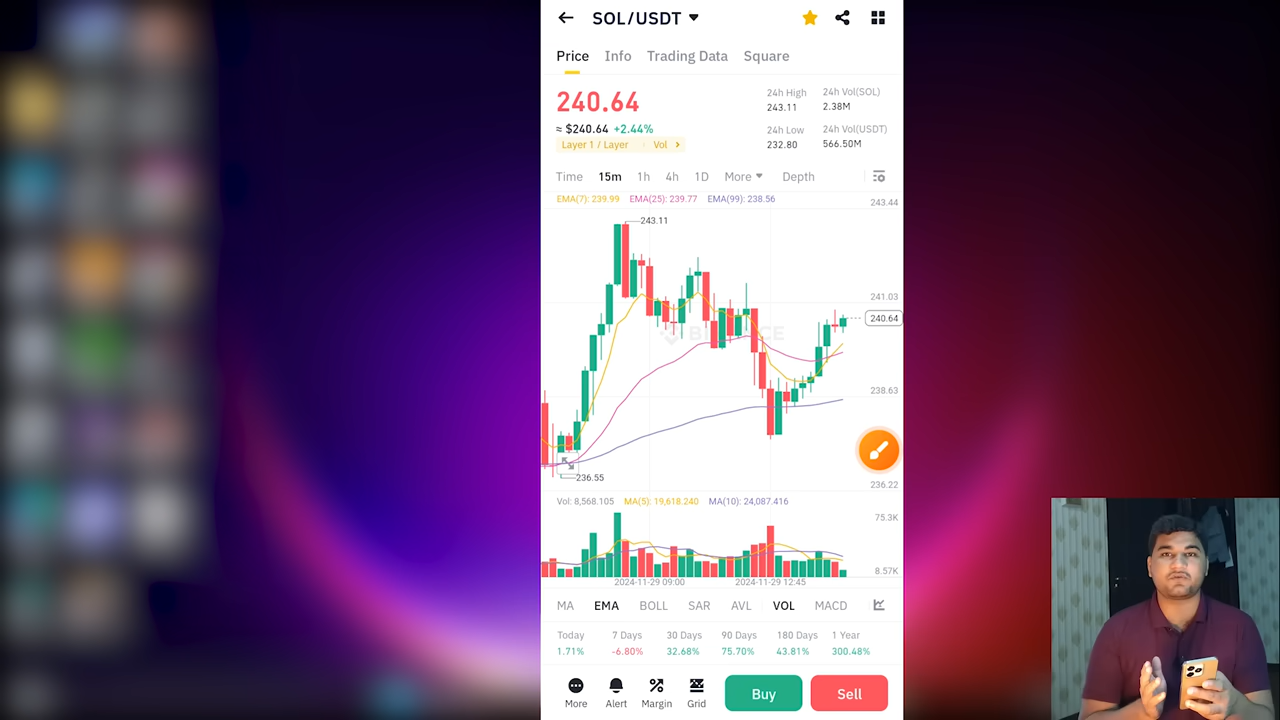 SOL/USDT
Price Info Trading Data Square
240.64
≈ $240.64 +2.44%
Layer 1 / Layer Vol
24h High
243.11
24h Vol(SOL)
2.38M
24h Low
232.80
24h Vol(USDT)
566.50M
Time 15m 1h 4h 1D More Depth
EMA(7): 239.99 EMA(25): 239.77 EMA(99): 238.56
243.44
243.11
241.03
240.64
238.63
236.55
236.22
Vol: 8,568.105 MA(5): 19,618.240 MA(10): 24,087.416
75.3K
8.57K
2024-11-29 09:00 2024-11-29 12:45
MA EMA BOLL SAR AVL VOL MACD
Today 7 Days 30 Days 90 Days 180 Days 1 Year
1.71% -6.80% 32.68% 75.70% 43.81% 300.48%
More Alert Margin Grid Buy Sell